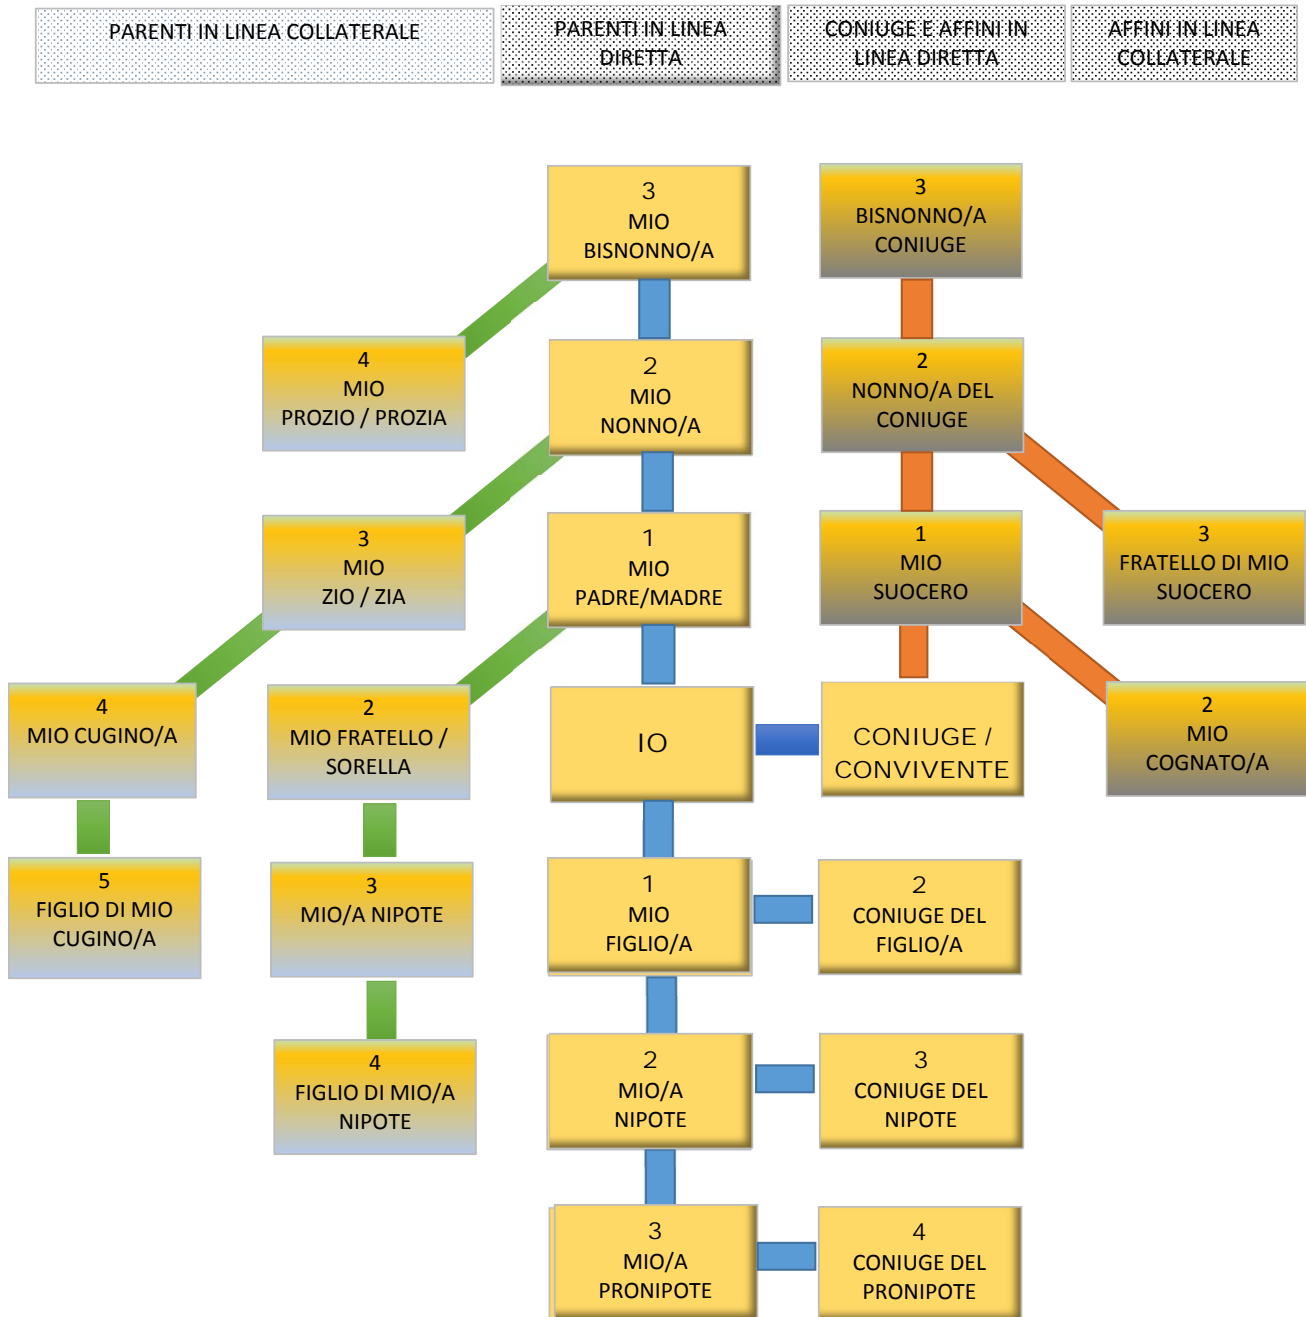 PARENTI IN LINEA COLLATERALE
PARENTI IN LINEA
DIRETTA
CONIUGE E AFFINI IN
LINEA DIRETTA
AFFINI IN LINEA
COLLATERALE
3
MIO
BISNONNO/A
3
BISNONNO/A
CONIUGE
4
MIO
PROZIO / PROZIA
2
MIO
NONNO/A
2
NONNO/A DEL
CONIUGE
3
MIO
ZIO / ZIA
1
MIO
PADRE/MADRE
1
MIO
SUOCERO
3
FRATELLO DI MIO
SUOCERO
4
MIO CUGINO/A
2
MIO FRATELLO /
SORELLA
IO
CONIUGE /
CONVIVENTE
2
MIO
COGNATO/A
5
FIGLIO DI MIO
CUGINO/A
3
MIO/A NIPOTE
1
MIO
FIGLIO/A
2
CONIUGE DEL
FIGLIO/A
4
FIGLIO DI MIO/A
NIPOTE
2
MIO/A
NIPOTE
3
CONIUGE DEL
NIPOTE
3
MIO/A
PRONIPOTE
4
CONIUGE DEL
PRONIPOTE